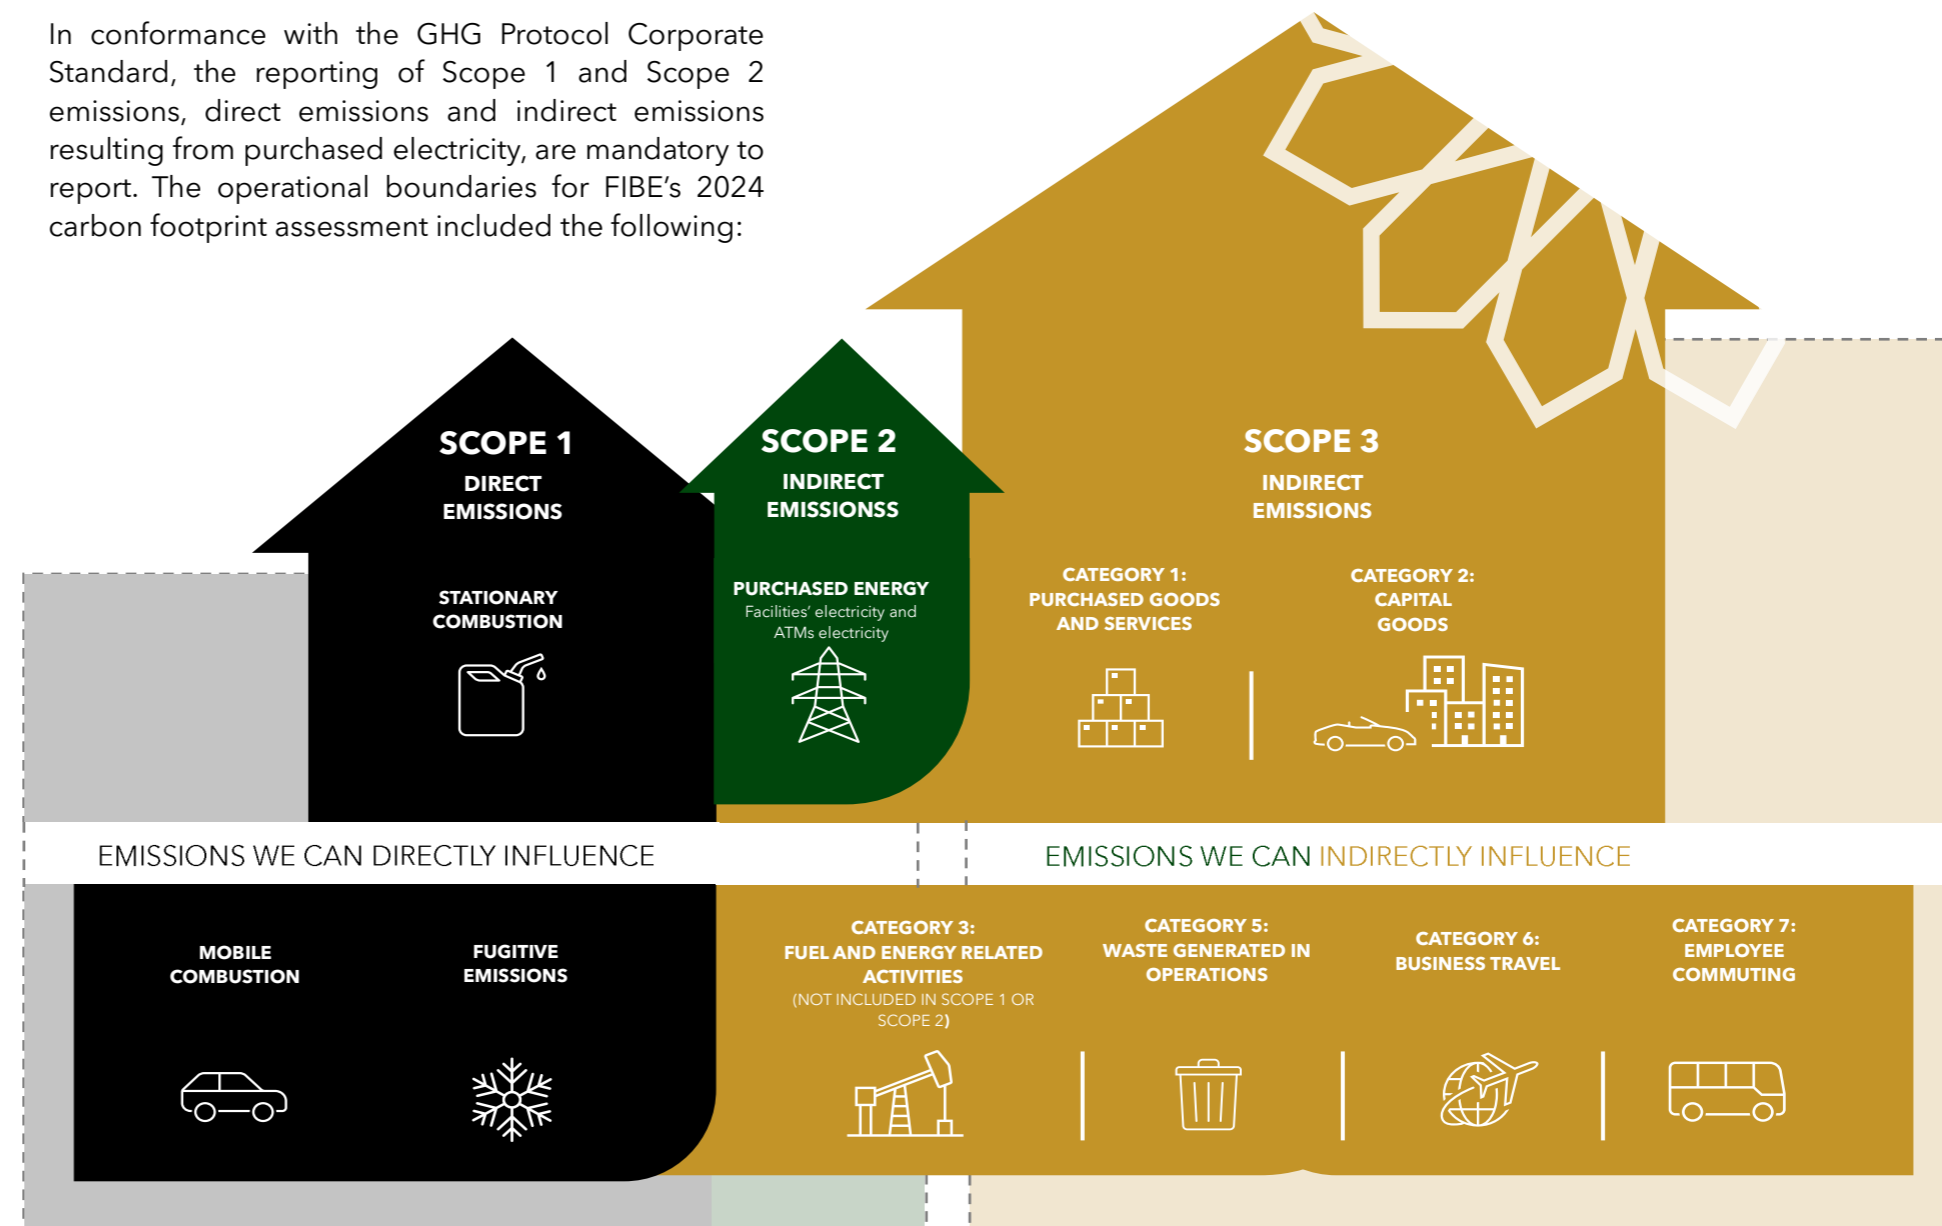 In conformance with the GHG Protocol Corporate
Standard, the reporting of Scope 1 and Scope 2
emissions, direct emissions and indirect emissions
resulting from purchased electricity, are mandatory to
report. The operational boundaries for FIBE’s 2024
carbon footprint assessment included the following:
SCOPE 1
DIRECT
EMISSIONS
STATIONARY
COMBUSTION
SCOPE 2
INDIRECT
EMISSIONSS
PURCHASED ENERGY
Facilities’ electricity and
ATMs electricity
SCOPE 3
INDIRECT
EMISSIONS
CATEGORY 1:
PURCHASED GOODS
AND SERVICES
CATEGORY 2:
CAPITAL
GOODS
EMISSIONS WE CAN DIRECTLY INFLUENCE
EMISSIONS WE CAN INDIRECTLY INFLUENCE
MOBILE
COMBUSTION
FUGITIVE
EMISSIONS
CATEGORY 3:
FUEL AND ENERGY RELATED
ACTIVITIES
(NOT INCLUDED IN SCOPE 1 OR
SCOPE 2)
CATEGORY 5:
WASTE GENERATED IN
OPERATIONS
CATEGORY 6:
BUSINESS TRAVEL
CATEGORY 7:
EMPLOYEE
COMMUTING